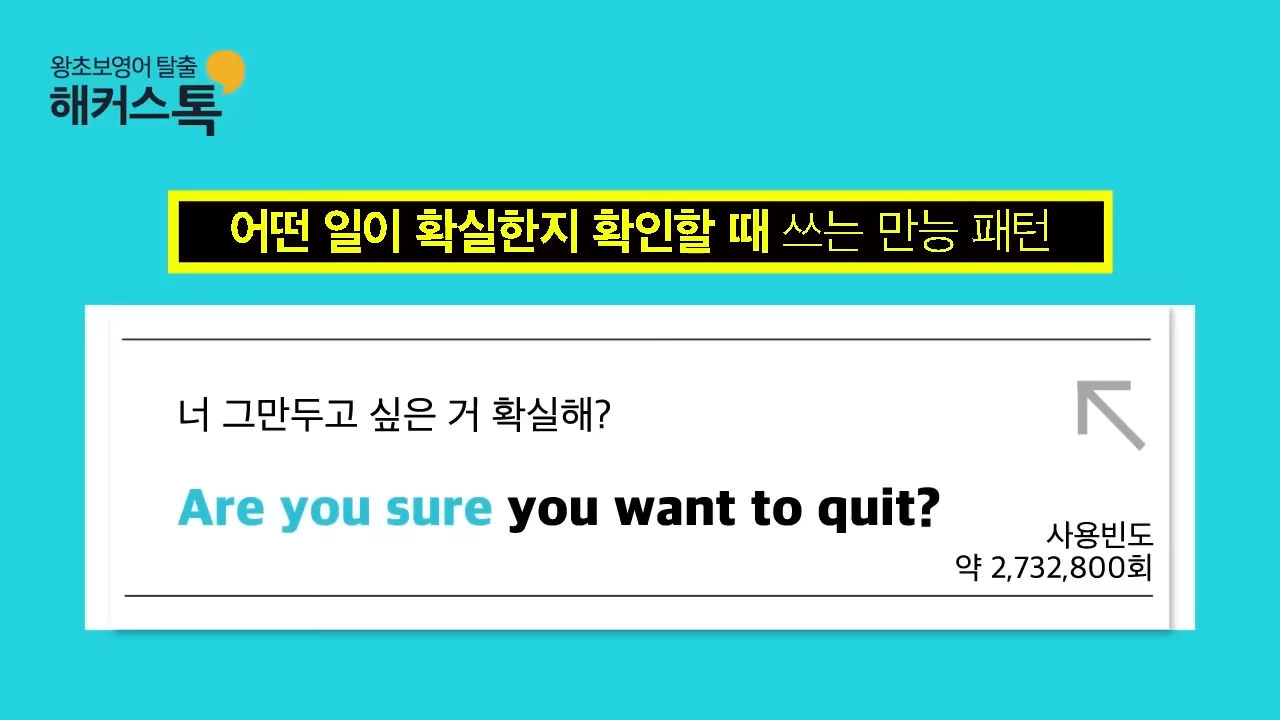 왕초보영어 탈출
해커스톡
어떤 일이 확실한지 확인할 때 쓰는 만능 패턴
너 그만두고 싶은 거 확실해?
Are you sure you want to quit?
사용빈도
약 2,732,800회